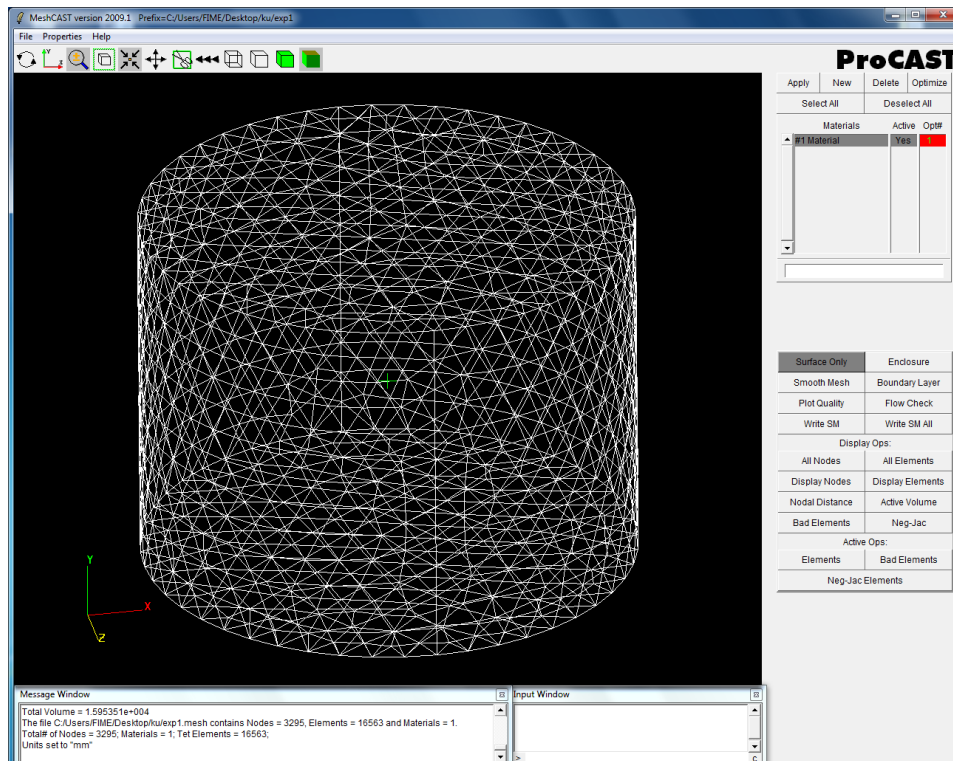 MeshCAST version 2009.1 Prefix=C:/Users/FIME/Desktop/ku/exp1
File Properties Help
ProCAST
Apply New Delete Optimize
Select All Deselect All
Materials Active Opt#
#1 Material Yes 1
Surface Only Enclosure
Smooth Mesh Boundary Layer
Plot Quality Flow Check
Write SM Write SM All
Display Ops:
All Nodes All Elements
Display Nodes Display Elements
Nodal Distance Active Volume
Bad Elements Neg-Jac
Active Ops:
Elements Bad Elements
Neg-Jac Elements
Y
X
Z
Message Window
Total Volume = 1.595351e+004
The file C:/Users/FIME/Desktop/ku/exp1.mesh contains Nodes = 3295, Elements = 16563 and Materials = 1.
Total# of Nodes = 3295; Materials = 1; Tet Elements = 16563;
Units set to "mm"
Input Window
> c